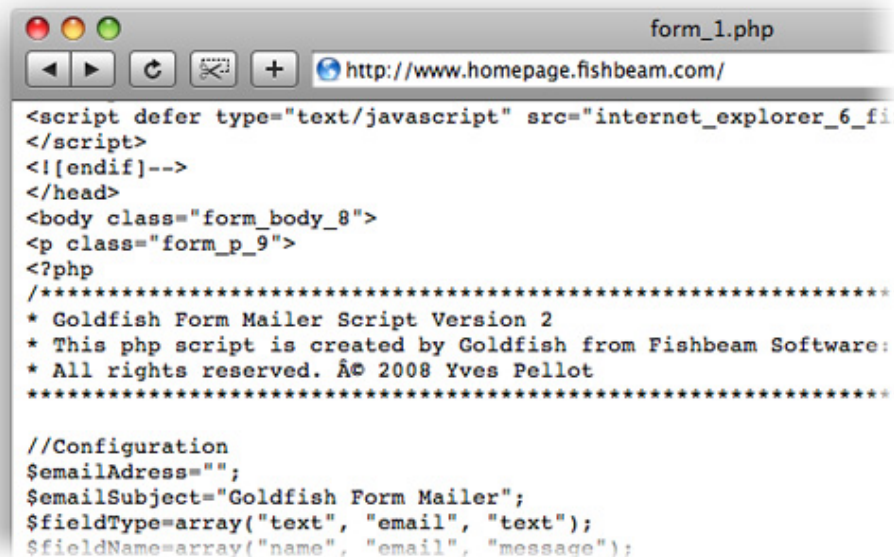 form_1.php
http://www.homepage.fishbeam.com/
<script defer type="text/javascript" src="internet_explorer_6_fi
</script>
<![endif]-->
</head>
<body class="form_body_8">
<p class="form_p_9">
<?php
/***************************************************************
* Goldfish Form Mailer Script Version 2
* This php script is created by Goldfish from Fishbeam Software:
* All rights reserved. Â© 2008 Yves Pellot
****************************************************************
//Configuration
$emailAdress="";
$emailSubject="Goldfish Form Mailer";
$fieldType=array("text", "email", "text");
$fieldName=array("name", "email", "message");